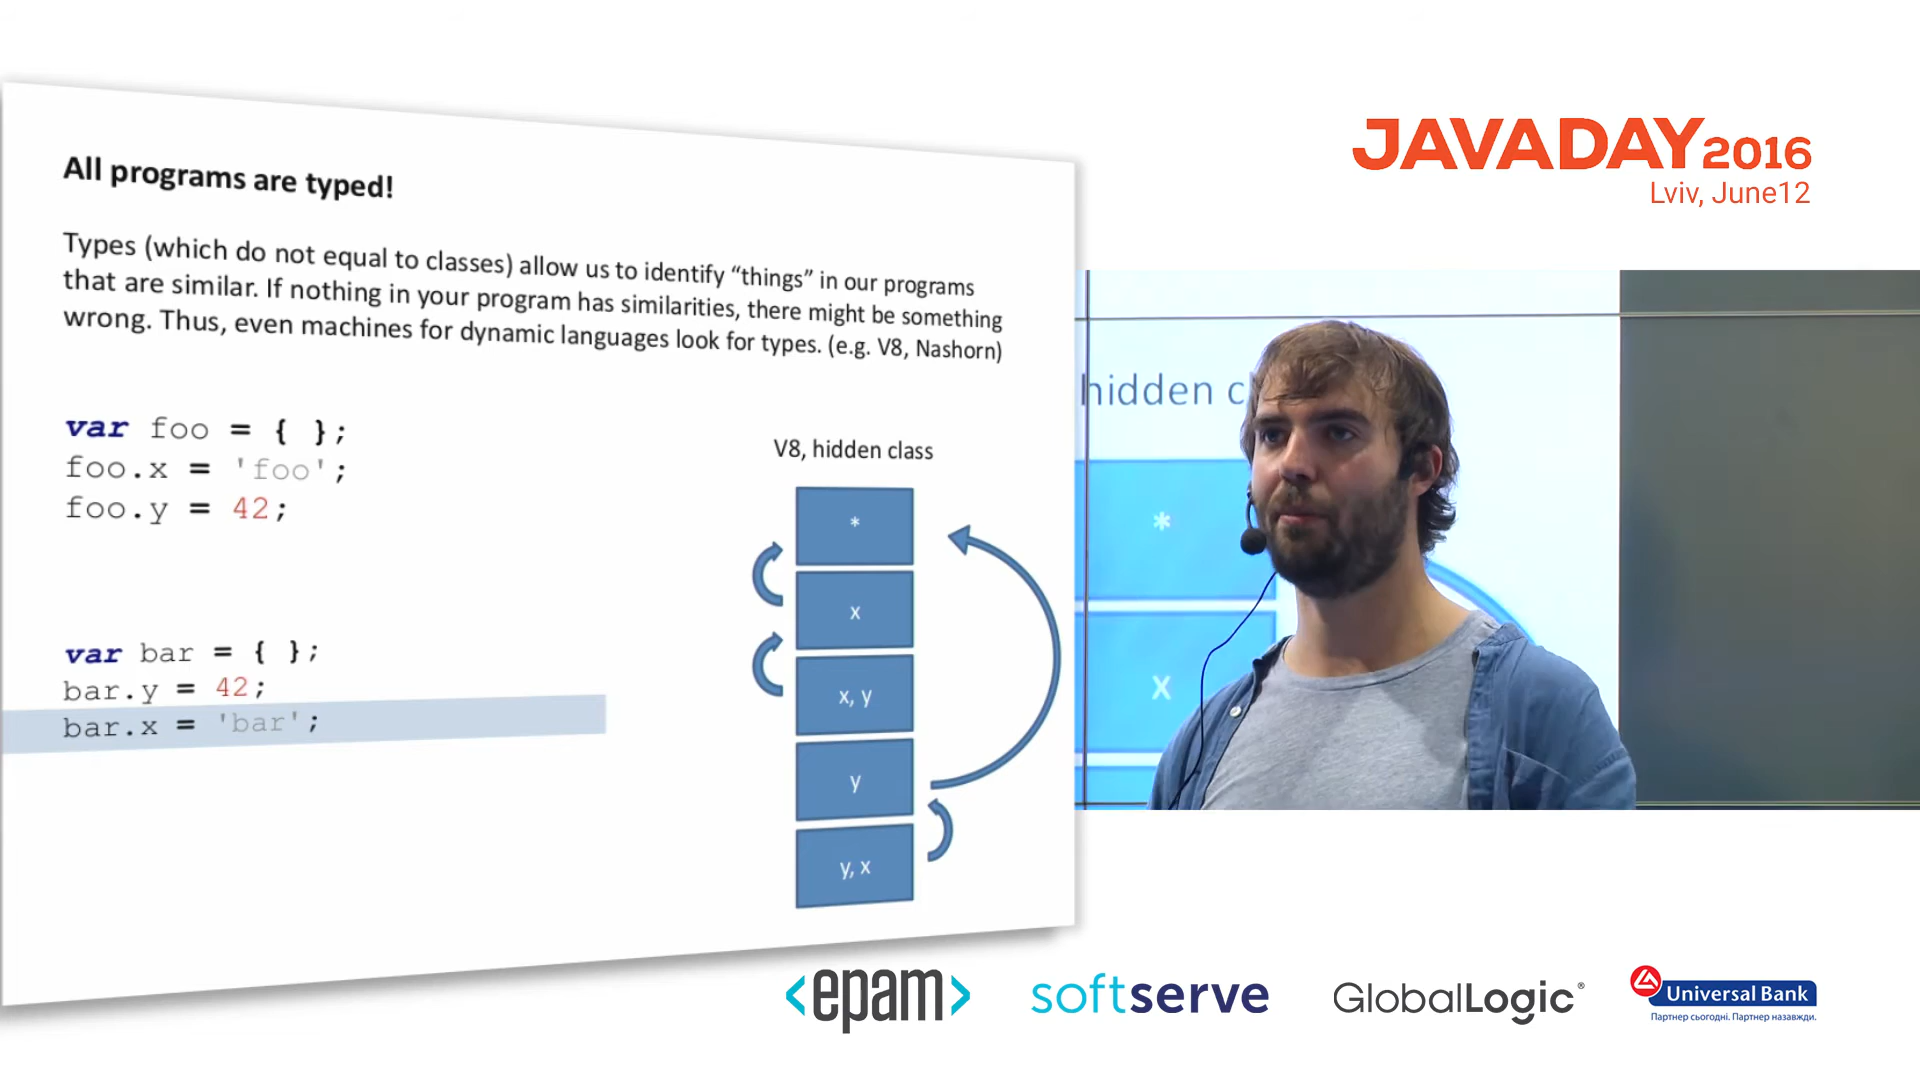 All programs are typed!
Types (which do not equal to classes) allow us to identify “things” in our programs
that are similar. If nothing in your program has similarities, there might be something
wrong. Thus, even machines for dynamic languages look for types. (e.g. V8, Nashorn)
var foo = { };
foo.x = 'foo';
foo.y = 42;
var bar = { };
bar.y = 42;
bar.x = 'bar';
V8, hidden class
*
x
x, y
y
y, x
JAVADAY 2016
Lviv, June12
hidden c
*
x
<epam>
softserve
GlobalLogic®
Universal Bank
Партнер сьогодні. Партнер назавжди.